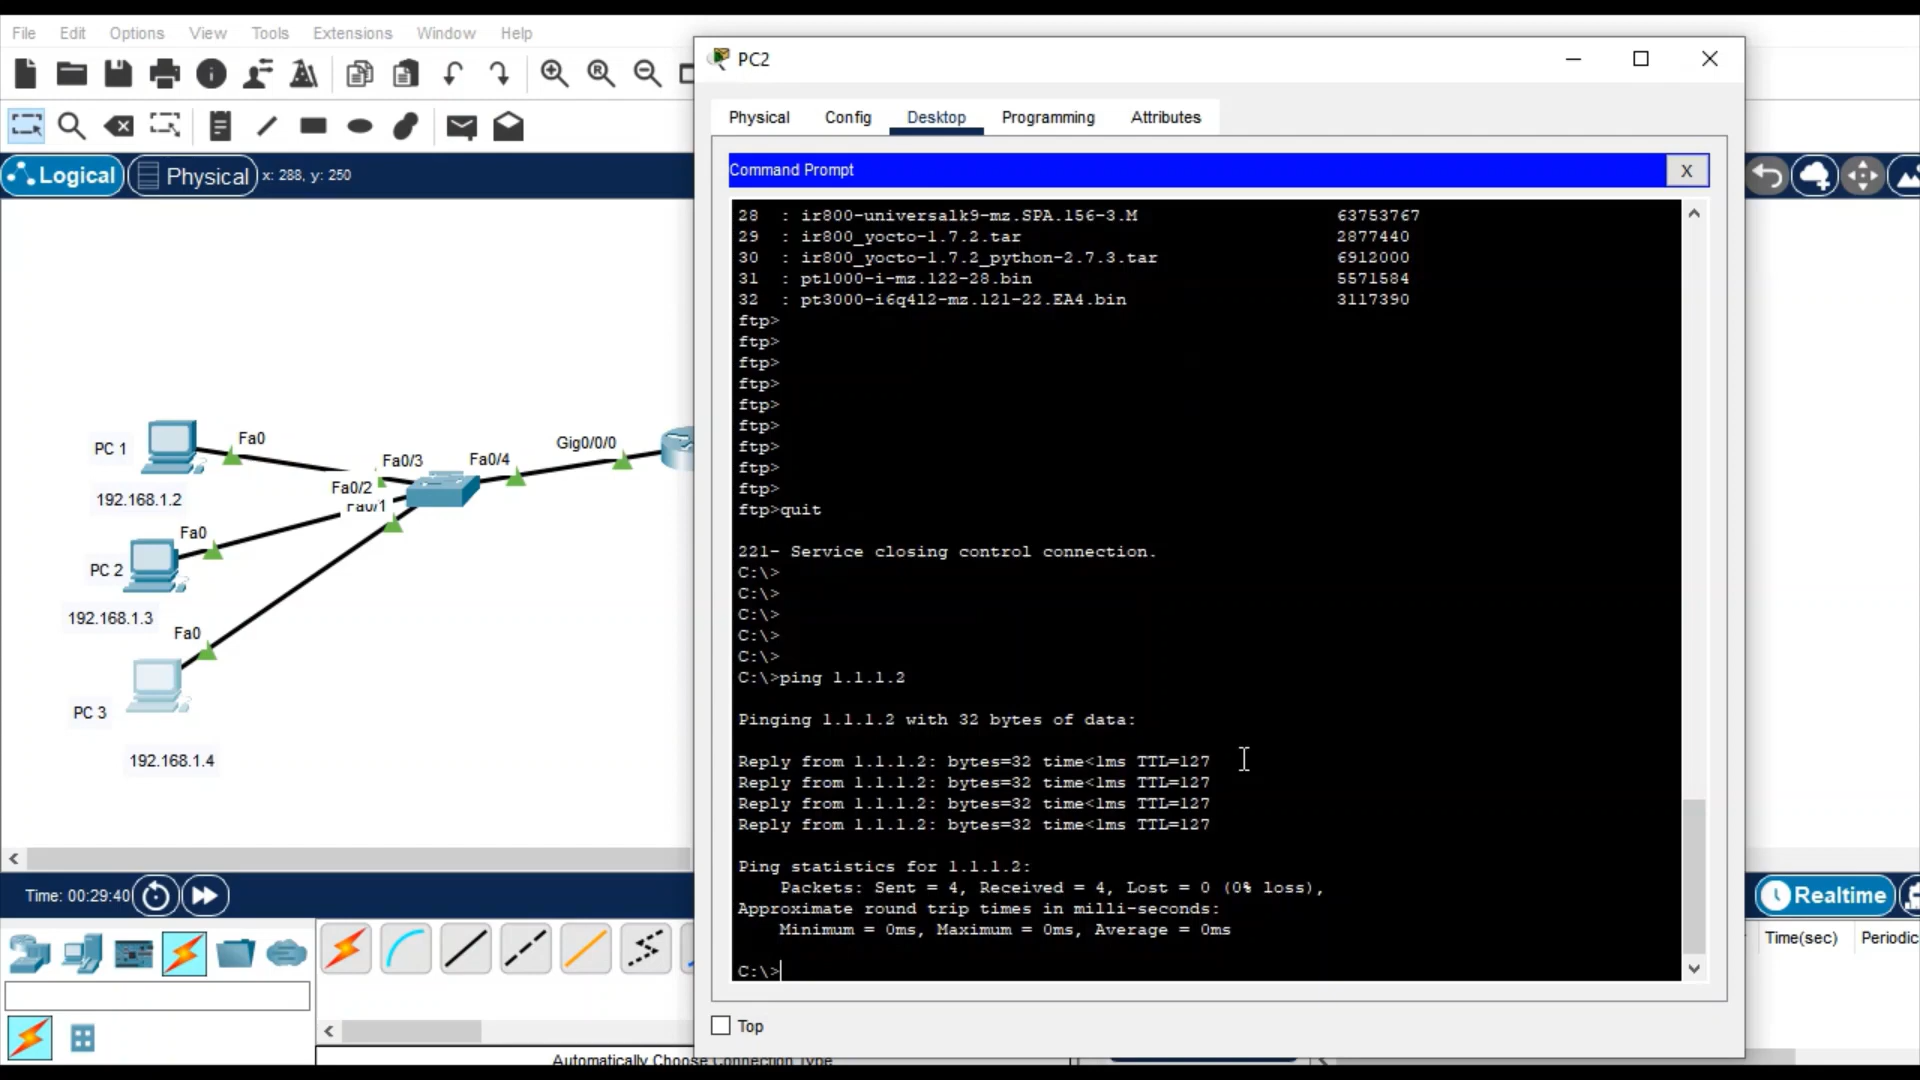 File Edit Options View Tools Extensions Window Help
Logical Physical x: 288, y: 250
PC 1
Fa0
192.168.1.2
Fa0/3 Fa0/4 Gig0/0/0
Fa0/2
Fa0/1
Fa0
PC 2
192.168.1.3
Fa0
PC 3
192.168.1.4
Time: 00:29:40
Automatically Choose Connection Type
PC2
Physical Config Desktop Programming Attributes
Command Prompt X
28 : ir800-universalk9-mz.SPA.156-3.M 63753767
29 : ir800_yocto-1.7.2.tar 2877440
30 : ir800_yocto-1.7.2_python-2.7.3.tar 6912000
31 : pt1000-i-mz.122-28.bin 5571584
32 : pt3000-i6q4l2-mz.121-22.EA4.bin 3117390
ftp>
ftp>
ftp>
ftp>
ftp>
ftp>
ftp>
ftp>
ftp>
ftp>quit
221- Service closing control connection.
C:\>
C:\>
C:\>
C:\>
C:\>
C:\>ping 1.1.1.2
Pinging 1.1.1.2 with 32 bytes of data:
Reply from 1.1.1.2: bytes=32 time<1ms TTL=127
Reply from 1.1.1.2: bytes=32 time<1ms TTL=127
Reply from 1.1.1.2: bytes=32 time<1ms TTL=127
Reply from 1.1.1.2: bytes=32 time<1ms TTL=127
Ping statistics for 1.1.1.2:
Packets: Sent = 4, Received = 4, Lost = 0 (0% loss),
Approximate round trip times in milli-seconds:
Minimum = 0ms, Maximum = 0ms, Average = 0ms
C:\>
Top
Realtime
Time(sec) Periodic